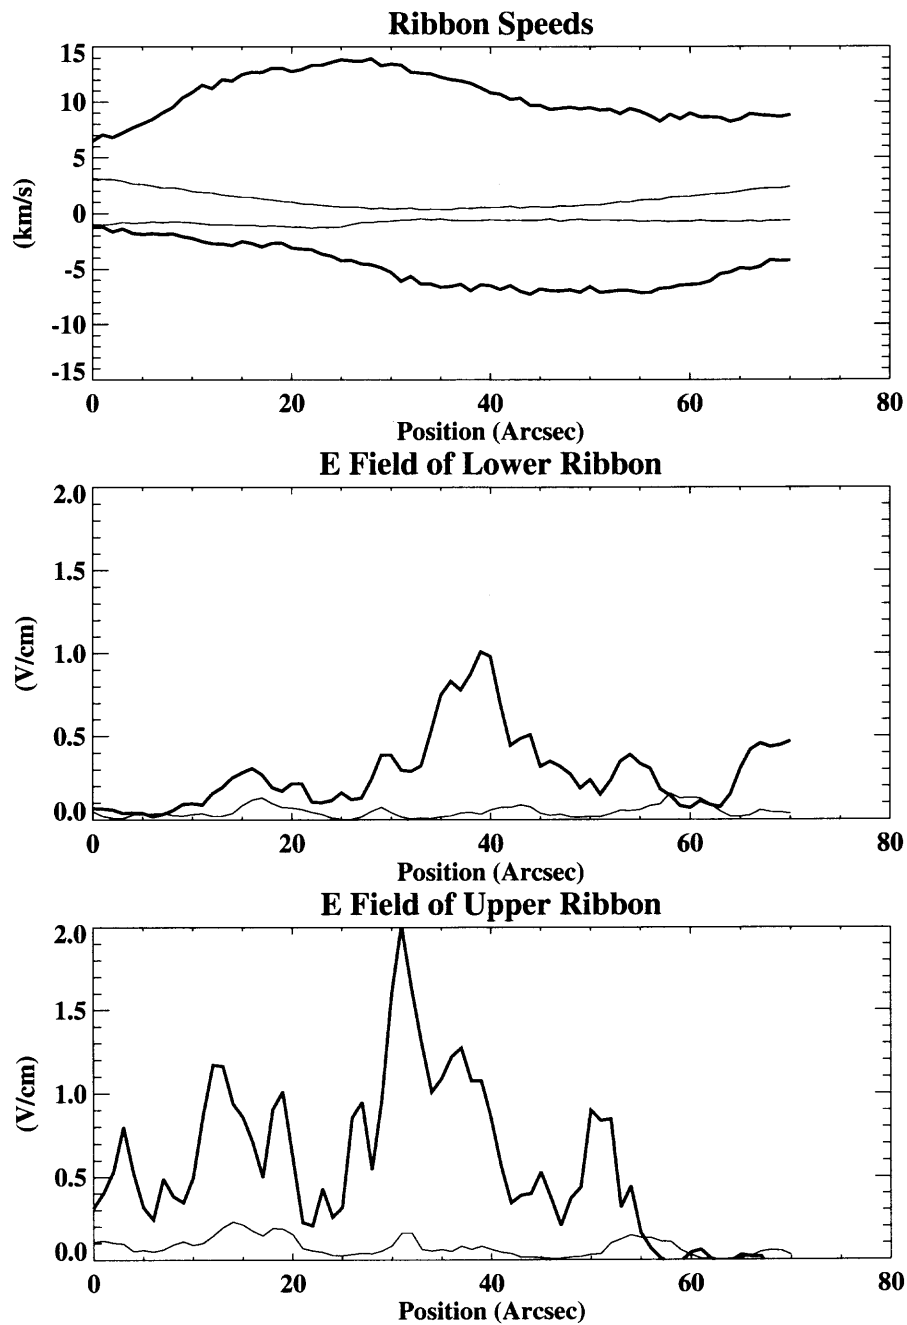 Ribbon Speeds
15
10
5
0
-5
-10
-15
(km/s)
0 20 40 60 80
Position (Arcsec)
E Field of Lower Ribbon
2.0
1.5
1.0
0.5
0.0
(V/cm)
0 20 40 60 80
Position (Arcsec)
E Field of Upper Ribbon
2.0
1.5
1.0
0.5
0.0
(V/cm)
0 20 40 60 80
Position (Arcsec)